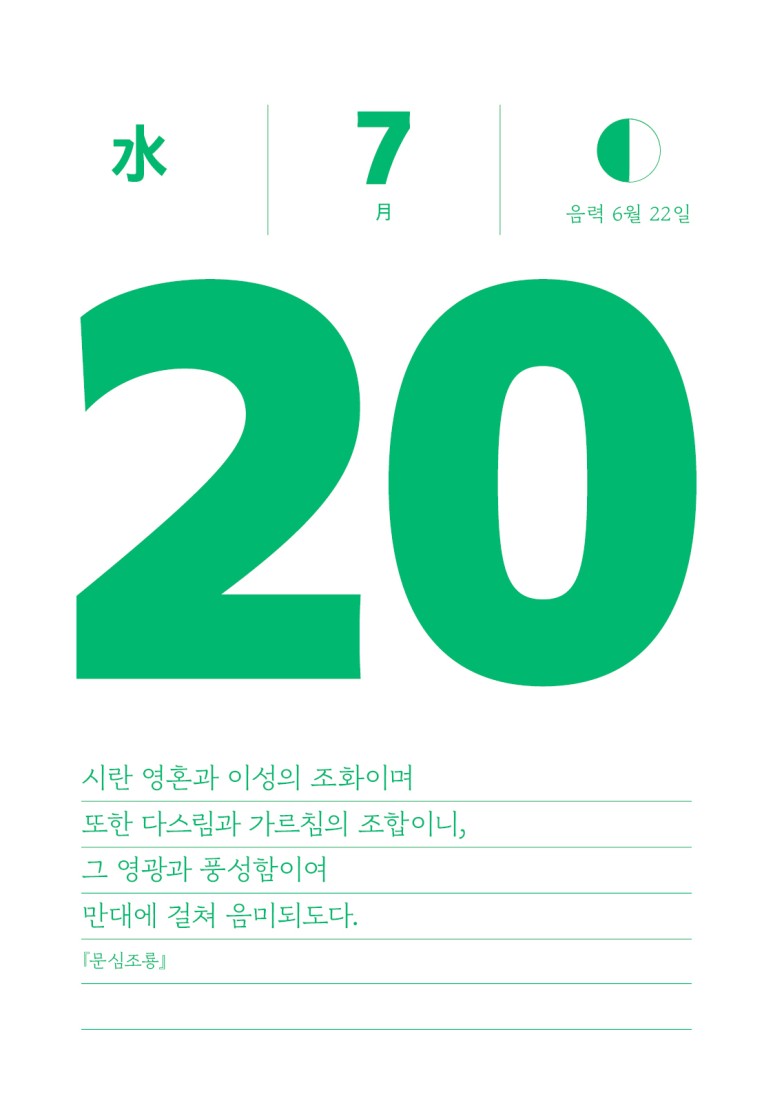 水
7
月
음력 6월 22일
20
시란 영혼과 이성의 조화이며
또한 다스림과 가르침의 조합이니,
그 영광과 풍성함이여
만대에 걸쳐 음미되도다.
『문심조룡』